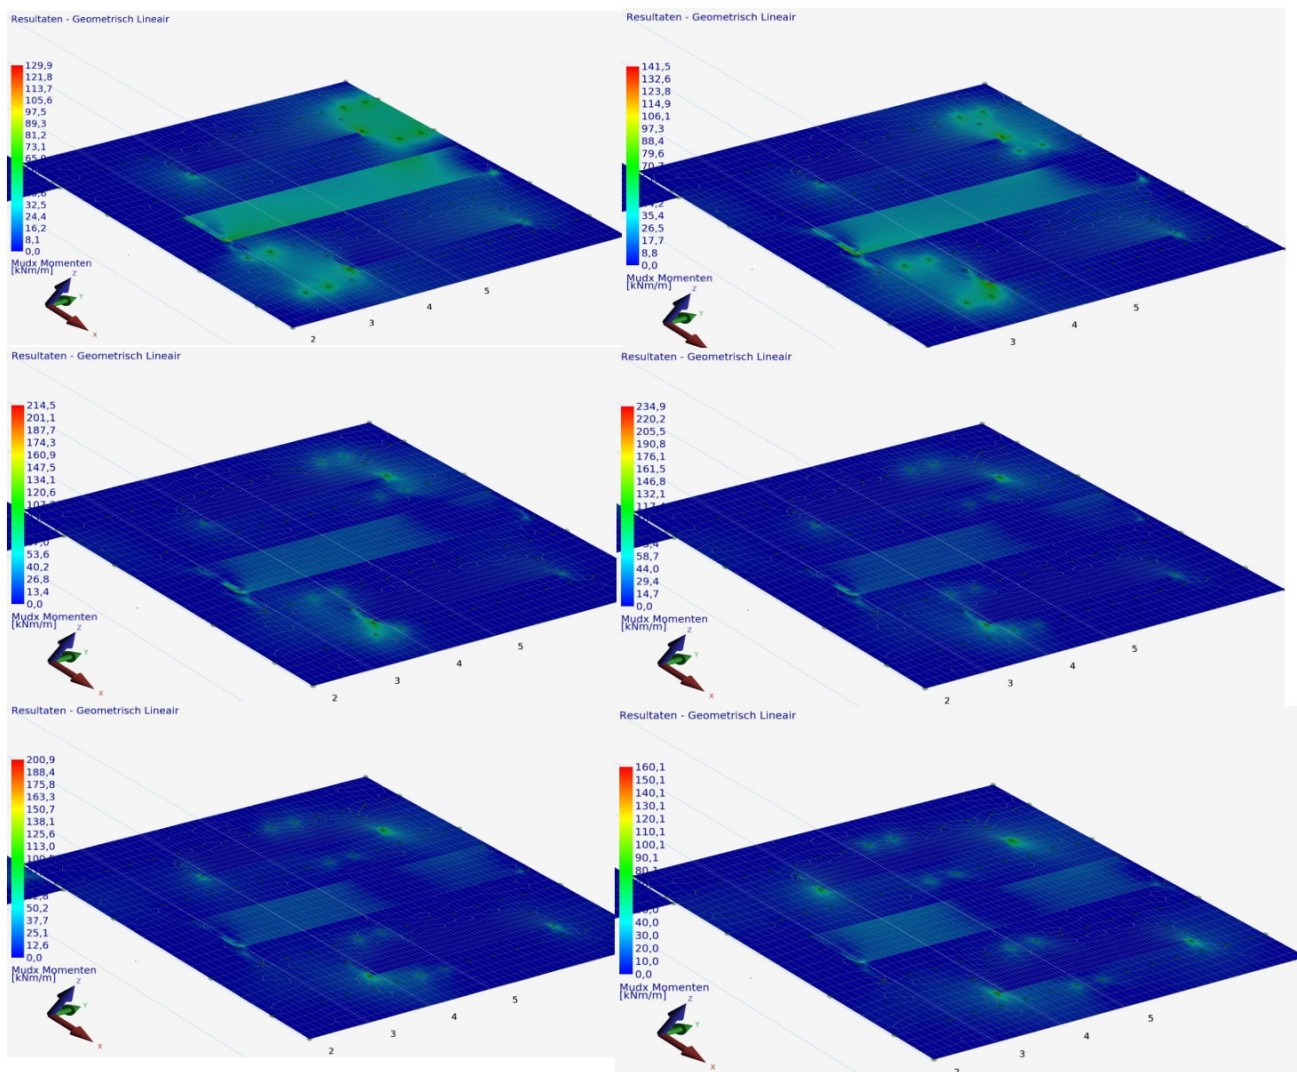 Resultaten - Geometrisch Lineair
129,9
121,8
113,7
105,6
97,5
89,3
81,2
73,1
32,5
24,4
16,2
8,1
0,0
Mudx Momenten
[kNm/m]
Z
Y
X
2
3
4
5
Resultaten - Geometrisch Lineair
141,5
132,6
123,8
114,9
106,1
97,3
88,4
79,6
35,4
26,5
17,7
8,8
0,0
Mudx Momenten
[kNm/m]
Z
Y
3
4
5
Resultaten - Geometrisch Lineair
214,5
201,1
187,7
174,3
160,9
147,5
134,1
120,6
53,6
40,2
26,8
13,4
0,0
Mudx Momenten
[kNm/m]
Z
Y
X
2
3
4
5
Resultaten - Geometrisch Lineair
234,9
220,2
205,5
190,8
176,1
161,5
146,8
132,1
58,7
44,0
29,4
14,7
0,0
Mudx Momenten
[kNm/m]
Z
Y
X
2
3
4
5
Resultaten - Geometrisch Lineair
200,9
188,4
175,8
163,3
150,7
138,1
125,6
113,0
50,2
37,7
25,1
12,6
0,0
Mudx Momenten
[kNm/m]
Z
Y
X
2
3
4
5
Resultaten - Geometrisch Lineair
160,1
150,1
140,1
130,1
120,1
110,1
100,1
90,1
40,0
30,0
20,0
10,0
0,0
Mudx Momenten
[kNm/m]
Z
Y
X
3
4
5